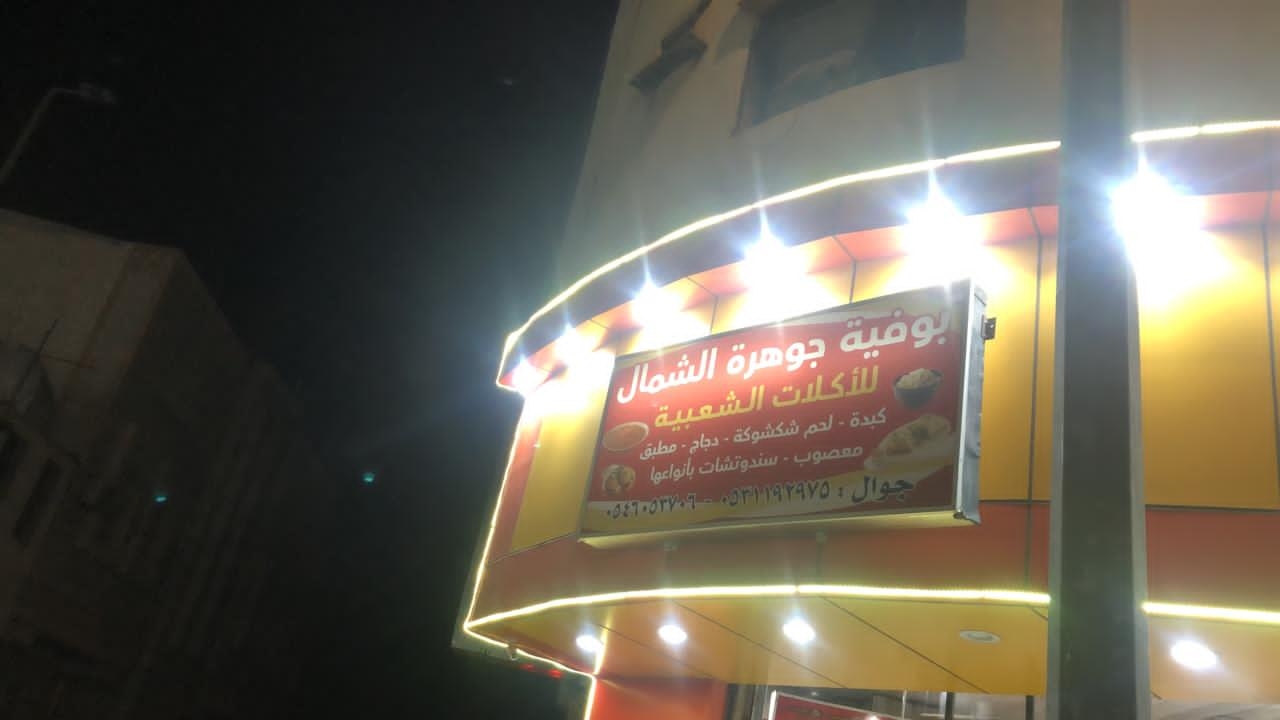 بوفية جوهرة الشمال
للأكلات الشعبية
كبدة - لحم شكشوكة - دجاج - مطبق
معصوب - سندوتشات بأنواعها
جوال : ٠٥٣١١٩٢٩٧٥ - ٠٥٤٦٠٥٣٧٠٦